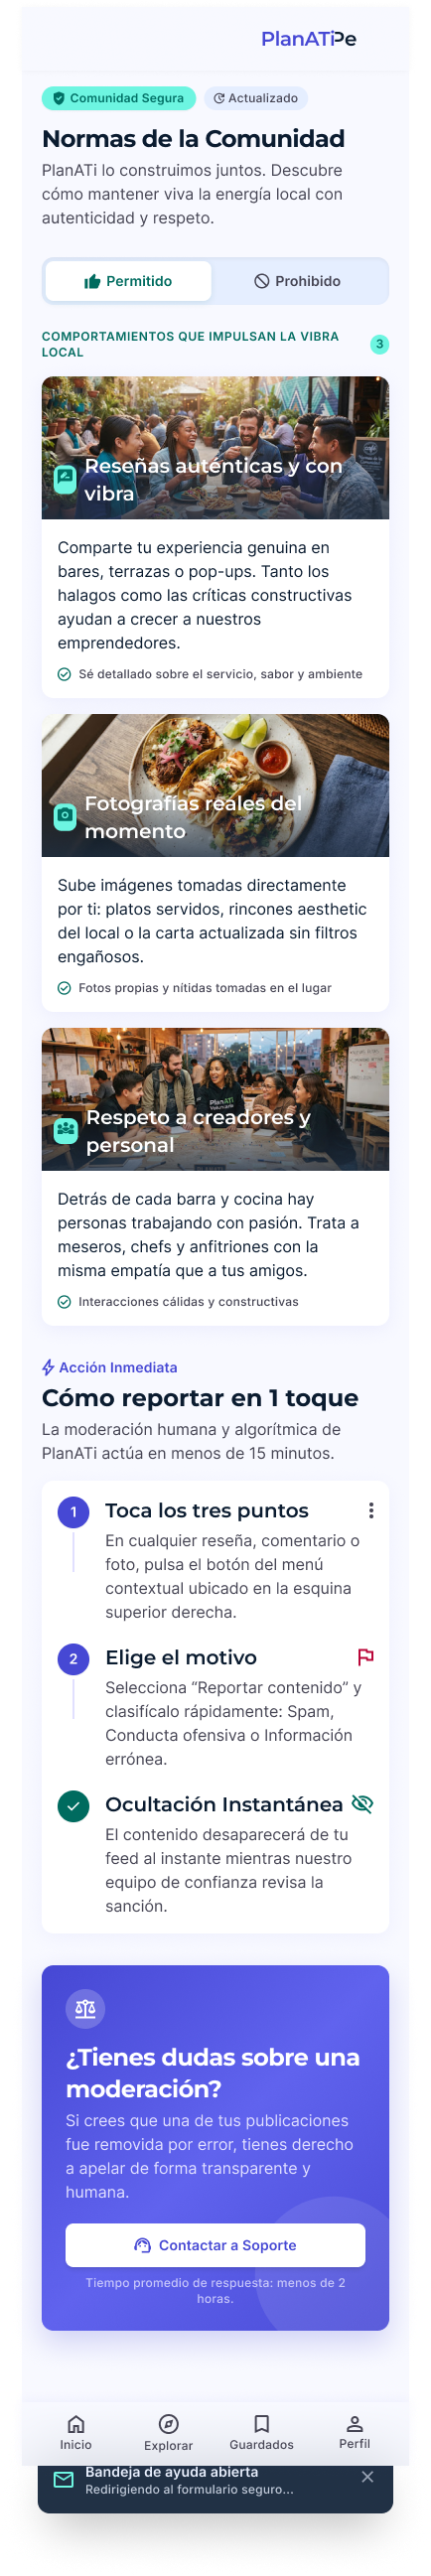 PlanATiPe
Comunidad Segura
Actualizado
Normas de la Comunidad
PlanATi lo construimos juntos. Descubre
cómo mantener viva la energía local con
autenticidad y respeto.
Permitido
Prohibido
COMPORTAMIENTOS QUE IMPULSAN LA VIBRA
LOCAL
3
Reseñas auténticas y con
vibra
Comparte tu experiencia genuina en
bares, terrazas o pop-ups. Tanto los
halagos como las críticas constructivas
ayudan a crecer a nuestros
emprendedores.
Sé detallado sobre el servicio, sabor y ambiente
Fotografías reales del
momento
Sube imágenes tomadas directamente
por ti: platos servidos, rincones aesthetic
del local o la carta actualizada sin filtros
engañosos.
Fotos propias y nítidas tomadas en el lugar
PlanATi
Respeto a creadores y
personal
Detrás de cada barra y cocina hay
personas trabajando con pasión. Trata a
meseros, chefs y anfitriones con la
misma empatía que a tus amigos.
Interacciones cálidas y constructivas
Acción Inmediata
Cómo reportar en 1 toque
La moderación humana y algorítmica de
PlanATi actúa en menos de 15 minutos.
1
Toca los tres puntos
En cualquier reseña, comentario o
foto, pulsa el botón del menú
contextual ubicado en la esquina
superior derecha.
2
Elige el motivo
Selecciona “Reportar contenido” y
clasifícalo rápidamente: Spam,
Conducta ofensiva o Información
errónea.
Ocultación Instantánea
El contenido desaparecerá de tu
feed al instante mientras nuestro
equipo de confianza revisa la
sanción.
¿Tienes dudas sobre una
moderación?
Si crees que una de tus publicaciones
fue removida por error, tienes derecho
a apelar de forma transparente y
humana.
Contactar a Soporte
Tiempo promedio de respuesta: menos de 2
horas.
Inicio
Explorar
Guardados
Perfil
Bandeja de ayuda abierta
Redirigiendo al formulario seguro...